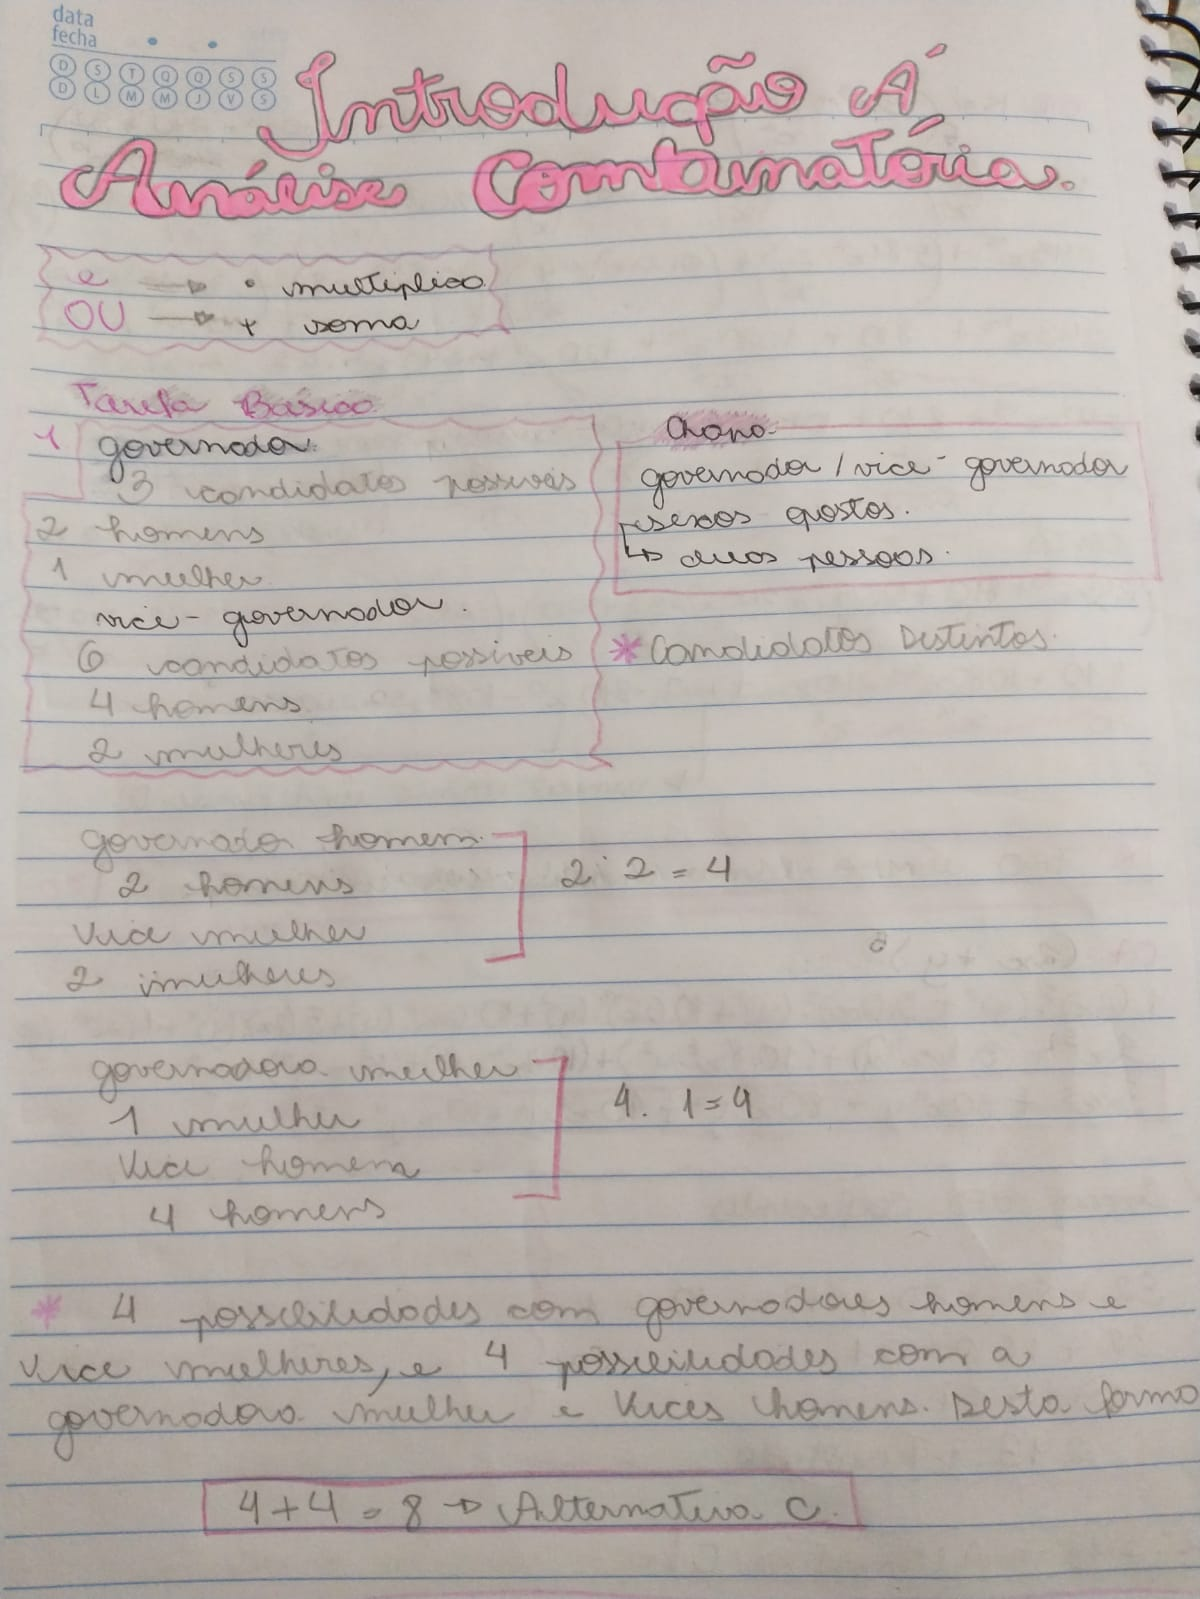 data
fecha
D S T Q Q S S
D L M M J V S
Introdução Á
Análise Combinatória.
e → • multiplico
OU → + soma
Tarefa Básica
1 governador
3 candidatos possíveis
2 homens
1 mulher
vice-governador.
6 candidatos possíveis
4 homens
2 mulheres
Chapa
governador / vice-governador
sexos opostos.
↳ duas pessoas.
* Candidatos Distintos.
governador homem
2 homens
Vice mulher
2 mulheres
2 · 2 = 4
governadora mulher
1 mulher
Vice homem
4 homens
4 . 1 = 4
* 4 possibilidades com governadores homens e
vice mulheres, e 4 possibilidades com a
governadora mulher e vices homens. Desta forma
4 + 4 = 8 → Alternativa C.